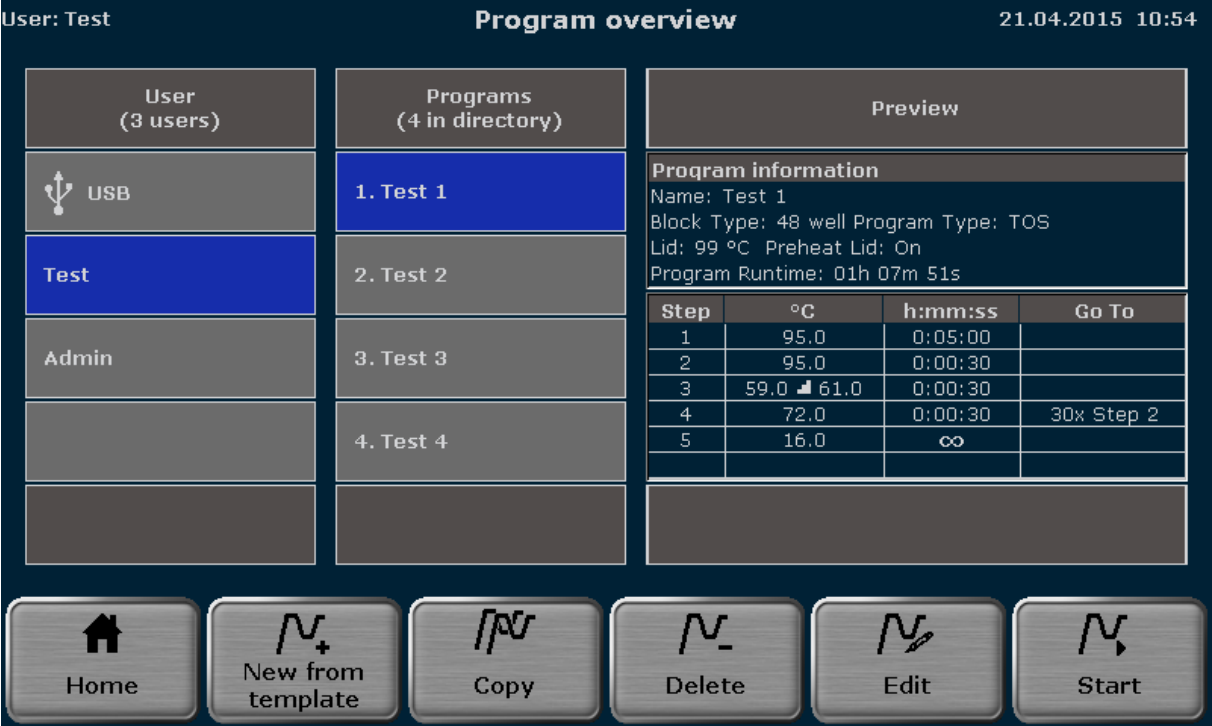 User: Test
Program overview
21.04.2015 10:54
User
(3 users)
Programs
(4 in directory)
Preview
USB
Test
Admin
1. Test 1
2. Test 2
3. Test 3
4. Test 4
Program information
Name: Test 1
Block Type: 48 well Program Type: TOS
Lid: 99 °C Preheat Lid: On
Program Runtime: 01h 07m 51s
Step °C h:mm:ss Go To
1 95.0 0:05:00
2 95.0 0:00:30
3 59.0 61.0 0:00:30
4 72.0 0:00:30 30x Step 2
5 16.0 ∞
Home
New from
template
Copy
Delete
Edit
Start